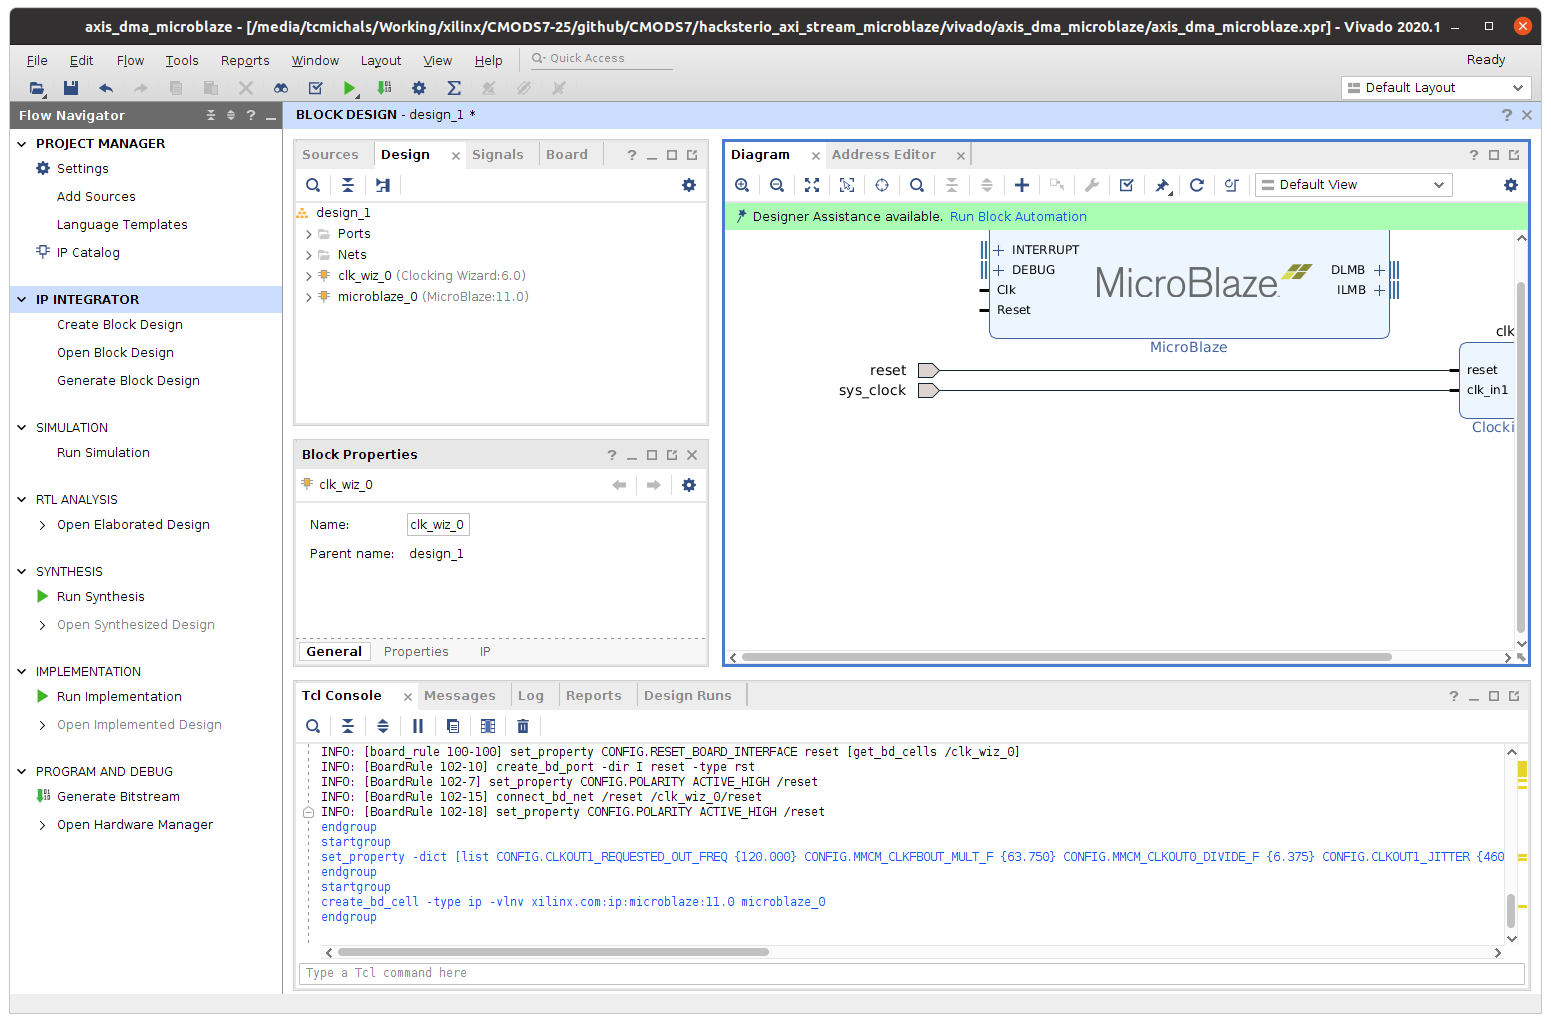 axis_dma_microblaze - [/media/tcmichals/Working/xilinx/CMODS7-25/github/CMODS7/hacksterio_axi_stream_microblaze/vivado/axis_dma_microblaze/axis_dma_microblaze.xpr] - Vivado 2020.1
File Edit Flow Tools Reports Window Layout View Help Quick Access Ready
Default Layout
Flow Navigator
PROJECT MANAGER
Settings
Add Sources
Language Templates
IP Catalog
IP INTEGRATOR
Create Block Design
Open Block Design
Generate Block Design
SIMULATION
Run Simulation
RTL ANALYSIS
Open Elaborated Design
SYNTHESIS
Run Synthesis
Open Synthesized Design
IMPLEMENTATION
Run Implementation
Open Implemented Design
PROGRAM AND DEBUG
Generate Bitstream
Open Hardware Manager
BLOCK DESIGN - design_1 *
Sources Design Signals Board
design_1
Ports
Nets
clk_wiz_0 (Clocking Wizard:6.0)
microblaze_0 (MicroBlaze:11.0)
Block Properties
clk_wiz_0
Name: clk_wiz_0
Parent name: design_1
General Properties IP
Diagram Address Editor
Default View
Designer Assistance available. Run Block Automation
INTERRUPT
DEBUG
Clk
Reset
MicroBlaze
DLMB
ILMB
MicroBlaze
reset
sys_clock
clk
reset
clk_in1
Clocki
Tcl Console Messages Log Reports Design Runs
INFO: [board_rule 100-100] set_property CONFIG.RESET_BOARD_INTERFACE reset [get_bd_cells /clk_wiz_0]
INFO: [BoardRule 102-10] create_bd_port -dir I reset -type rst
INFO: [BoardRule 102-7] set_property CONFIG.POLARITY ACTIVE_HIGH /reset
INFO: [BoardRule 102-15] connect_bd_net /reset /clk_wiz_0/reset
INFO: [BoardRule 102-18] set_property CONFIG.POLARITY ACTIVE_HIGH /reset
endgroup
startgroup
set_property -dict [list CONFIG.CLKOUT1_REQUESTED_OUT_FREQ {120.000} CONFIG.MMCM_CLKFBOUT_MULT_F {63.750} CONFIG.MMCM_CLKOUT0_DIVIDE_F {6.375} CONFIG.CLKOUT1_JITTER {460
endgroup
startgroup
create_bd_cell -type ip -vlnv xilinx.com:ip:microblaze:11.0 microblaze_0
endgroup
Type a Tcl command here